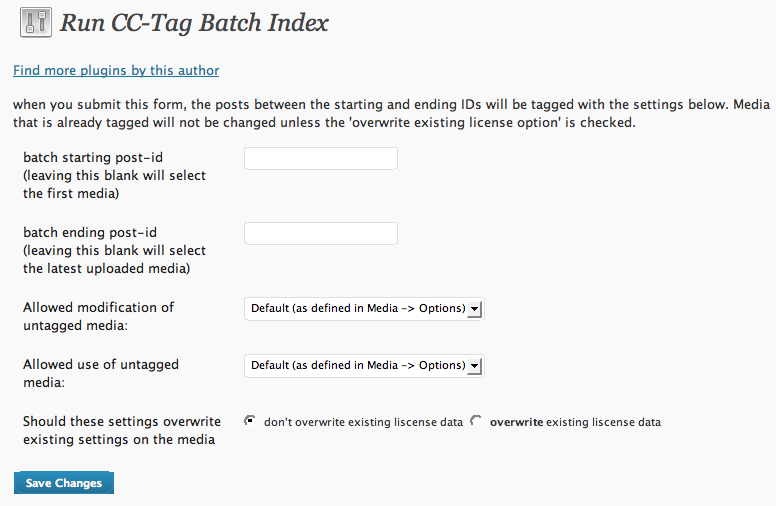 Run CC-Tag Batch Index
Find more plugins by this author
when you submit this form, the posts between the starting and ending IDs will be tagged with the settings below. Media
that is already tagged will not be changed unless the 'overwrite existing license option' is checked.
batch starting post-id
(leaving this blank will select
the first media)
batch ending post-id
(leaving this blank will select
the latest uploaded media)
Allowed modification of
untagged media:
Default (as defined in Media -> Options)
Allowed use of untagged
media:
Default (as defined in Media -> Options)
Should these settings overwrite
existing settings on the media
don't overwrite existing liscense data overwrite existing liscense data
Save Changes